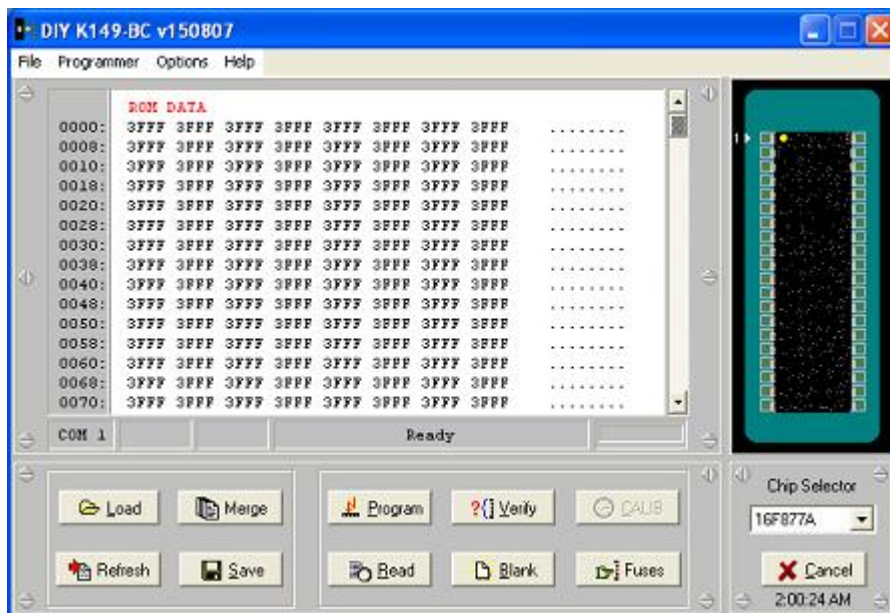 DIY K149-BC v150807
File Programmer Options Help
ROM DATA
0000: 3FFF 3FFF 3FFF 3FFF 3FFF 3FFF 3FFF 3FFF ........
0008: 3FFF 3FFF 3FFF 3FFF 3FFF 3FFF 3FFF 3FFF ........
0010: 3FFF 3FFF 3FFF 3FFF 3FFF 3FFF 3FFF 3FFF ........
0018: 3FFF 3FFF 3FFF 3FFF 3FFF 3FFF 3FFF 3FFF ........
0020: 3FFF 3FFF 3FFF 3FFF 3FFF 3FFF 3FFF 3FFF ........
0028: 3FFF 3FFF 3FFF 3FFF 3FFF 3FFF 3FFF 3FFF ........
0030: 3FFF 3FFF 3FFF 3FFF 3FFF 3FFF 3FFF 3FFF ........
0038: 3FFF 3FFF 3FFF 3FFF 3FFF 3FFF 3FFF 3FFF ........
0040: 3FFF 3FFF 3FFF 3FFF 3FFF 3FFF 3FFF 3FFF ........
0048: 3FFF 3FFF 3FFF 3FFF 3FFF 3FFF 3FFF 3FFF ........
0050: 3FFF 3FFF 3FFF 3FFF 3FFF 3FFF 3FFF 3FFF ........
0058: 3FFF 3FFF 3FFF 3FFF 3FFF 3FFF 3FFF 3FFF ........
0060: 3FFF 3FFF 3FFF 3FFF 3FFF 3FFF 3FFF 3FFF ........
0068: 3FFF 3FFF 3FFF 3FFF 3FFF 3FFF 3FFF 3FFF ........
0070: 3FFF 3FFF 3FFF 3FFF 3FFF 3FFF 3FFF 3FFF ........
1
COM 1 Ready
Load Merge Program Verify CALIB
Refresh Save Read Blank Fuses
Chip Selector
16F877A
Cancel
2:00:24 AM